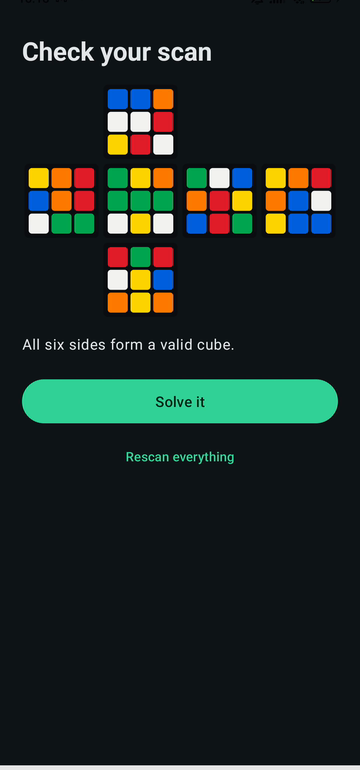 Check your scan
All six sides form a valid cube.
Solve it
Rescan everything